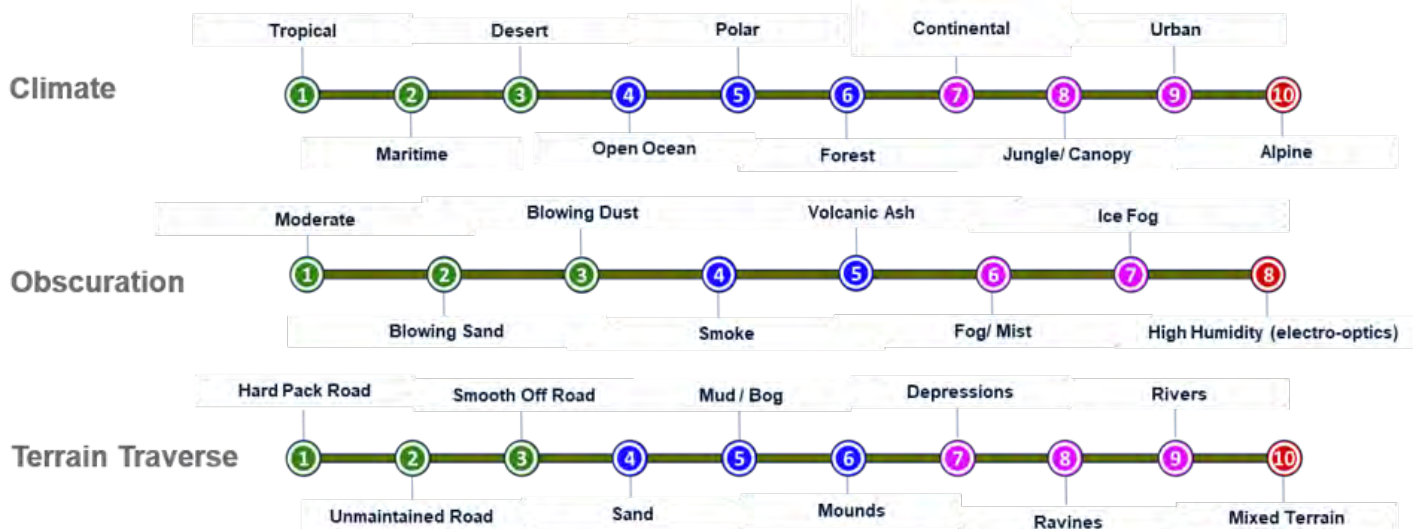 Tropical
Desert
Polar
Continental
Urban
Climate
1
2
3
4
5
6
7
8
9
10
Maritime
Open Ocean
Forest
Jungle/ Canopy
Alpine
Moderate
Blowing Dust
Volcanic Ash
Ice Fog
Obscuration
1
2
3
4
5
6
7
8
Blowing Sand
Smoke
Fog/ Mist
High Humidity (electro-optics)
Hard Pack Road
Smooth Off Road
Mud / Bog
Depressions
Rivers
Terrain Traverse
1
2
3
4
5
6
7
8
9
10
Unmaintained Road
Sand
Mounds
Ravines
Mixed Terrain